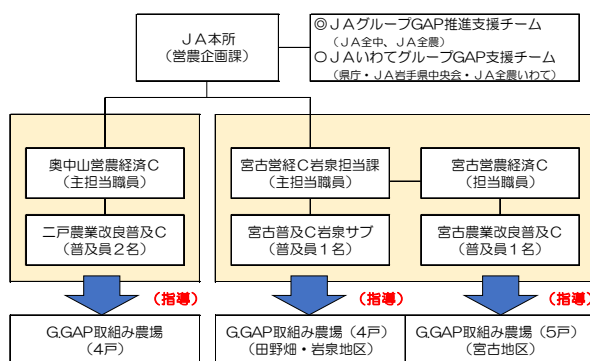 JA本所
(営農企画課)
◎JAグループGAP推進支援チーム
(JA全中、JA全農)
○JAいわてグループGAP支援チーム
(県庁・JA岩手県中央会・JA全農いわて)
奥中山営農経済C
(主担当職員)
宮古営経C岩泉担当課
(主担当職員)
宮古営農経済C
(担当職員)
二戸農業改良普及C
(普及員2名)
宮古普及C岩泉サブ
(普及員1名)
宮古農業改良普及C
(普及員1名)
(指導)
(指導)
(指導)
G.GAP取組み農場
(4戸)
G.GAP取組み農場(4戸)
(田野畑・岩泉地区)
G.GAP取組み農場(5戸)
(宮古地区)